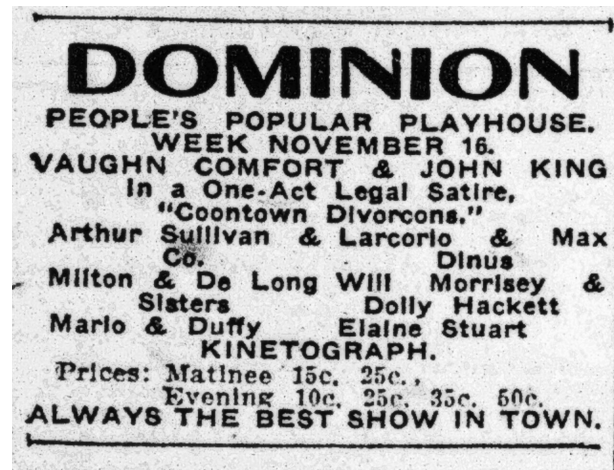 DOMINION
PEOPLE'S POPULAR PLAYHOUSE.
WEEK NOVEMBER 16.
VAUGHN COMFORT & JOHN KING
In a One-Act Legal Satire,
"Coontown Divorcons."
Arthur Sullivan & Larcorlo & Max
Co. Dinus
Milton & De Long Will Morrisey &
Sisters Dolly Hackett
Mario & Duffy Elaine Stuart
KINETOGRAPH.
Prices: Matinee 15c, 25c.,
Evening 10c, 25c, 35c, 50c.
ALWAYS THE BEST SHOW IN TOWN.